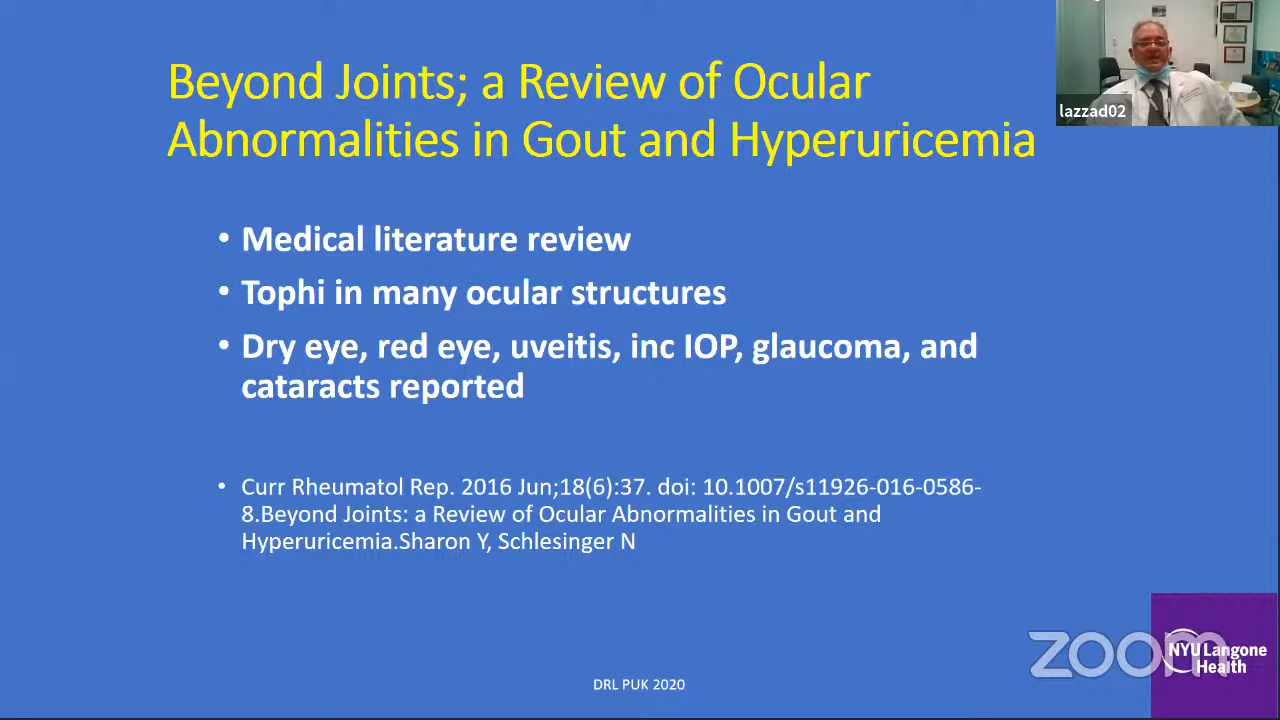 Beyond Joints; a Review of Ocular
Abnormalities in Gout and Hyperuricemia
lazzad02
• Medical literature review
• Tophi in many ocular structures
• Dry eye, red eye, uveitis, inc IOP, glaucoma, and
cataracts reported
• Curr Rheumatol Rep. 2016 Jun;18(6):37. doi: 10.1007/s11926-016-0586-
8.Beyond Joints: a Review of Ocular Abnormalities in Gout and
Hyperuricemia.Sharon Y, Schlesinger N
zoom
NYU Langone
Health
DRL PUK 2020